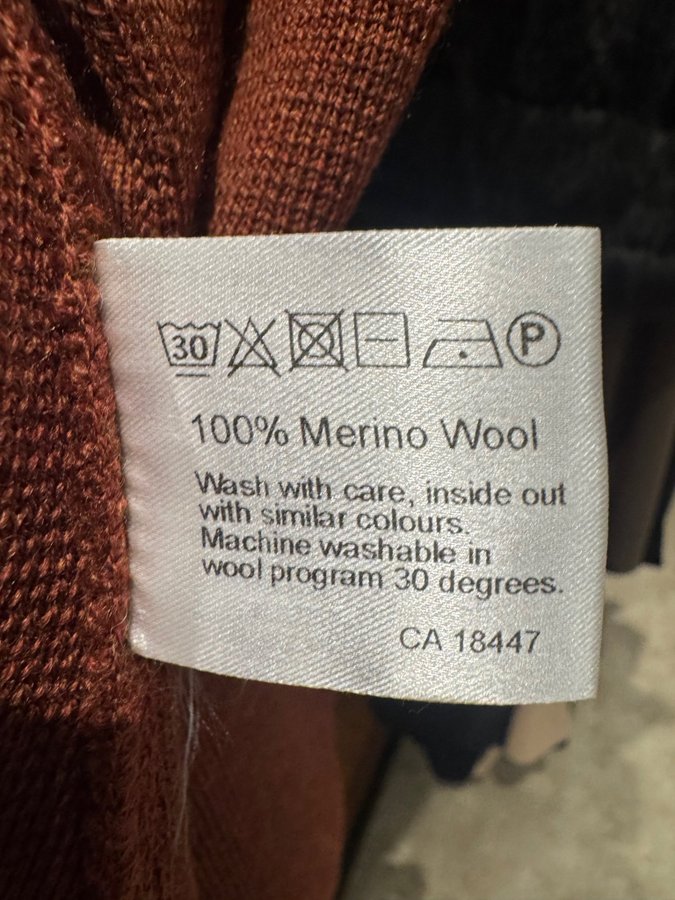 30 P
100% Merino Wool
Wash with care, inside out
with similar colours.
Machine washable in
wool program 30 degrees.
CA 18447